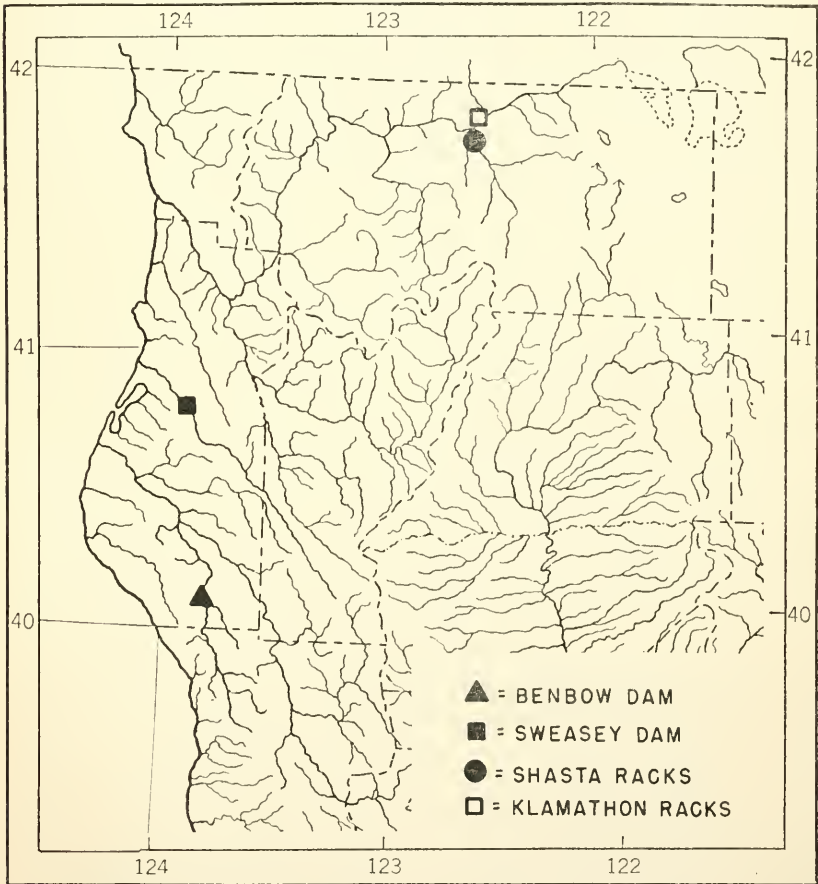 124 123 122
42 42
41 41
40 40
▲ = BENBOW DAM
■ = SWEASEY DAM
● = SHASTA RACKS
□ = KLAMATHON RACKS
124 123 122